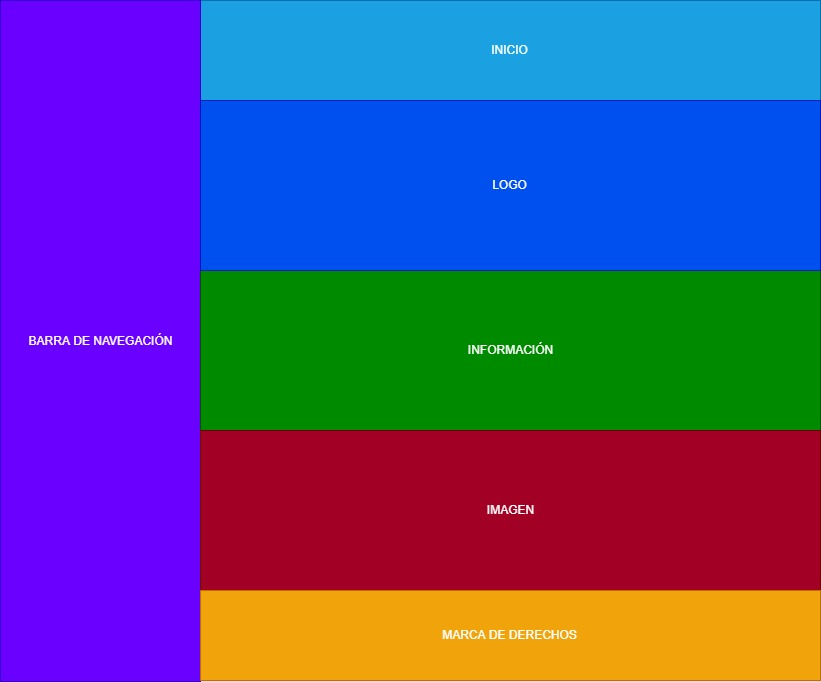 BARRA DE NAVEGACIÓN
INICIO
LOGO
INFORMACIÓN
IMAGEN
MARCA DE DERECHOS